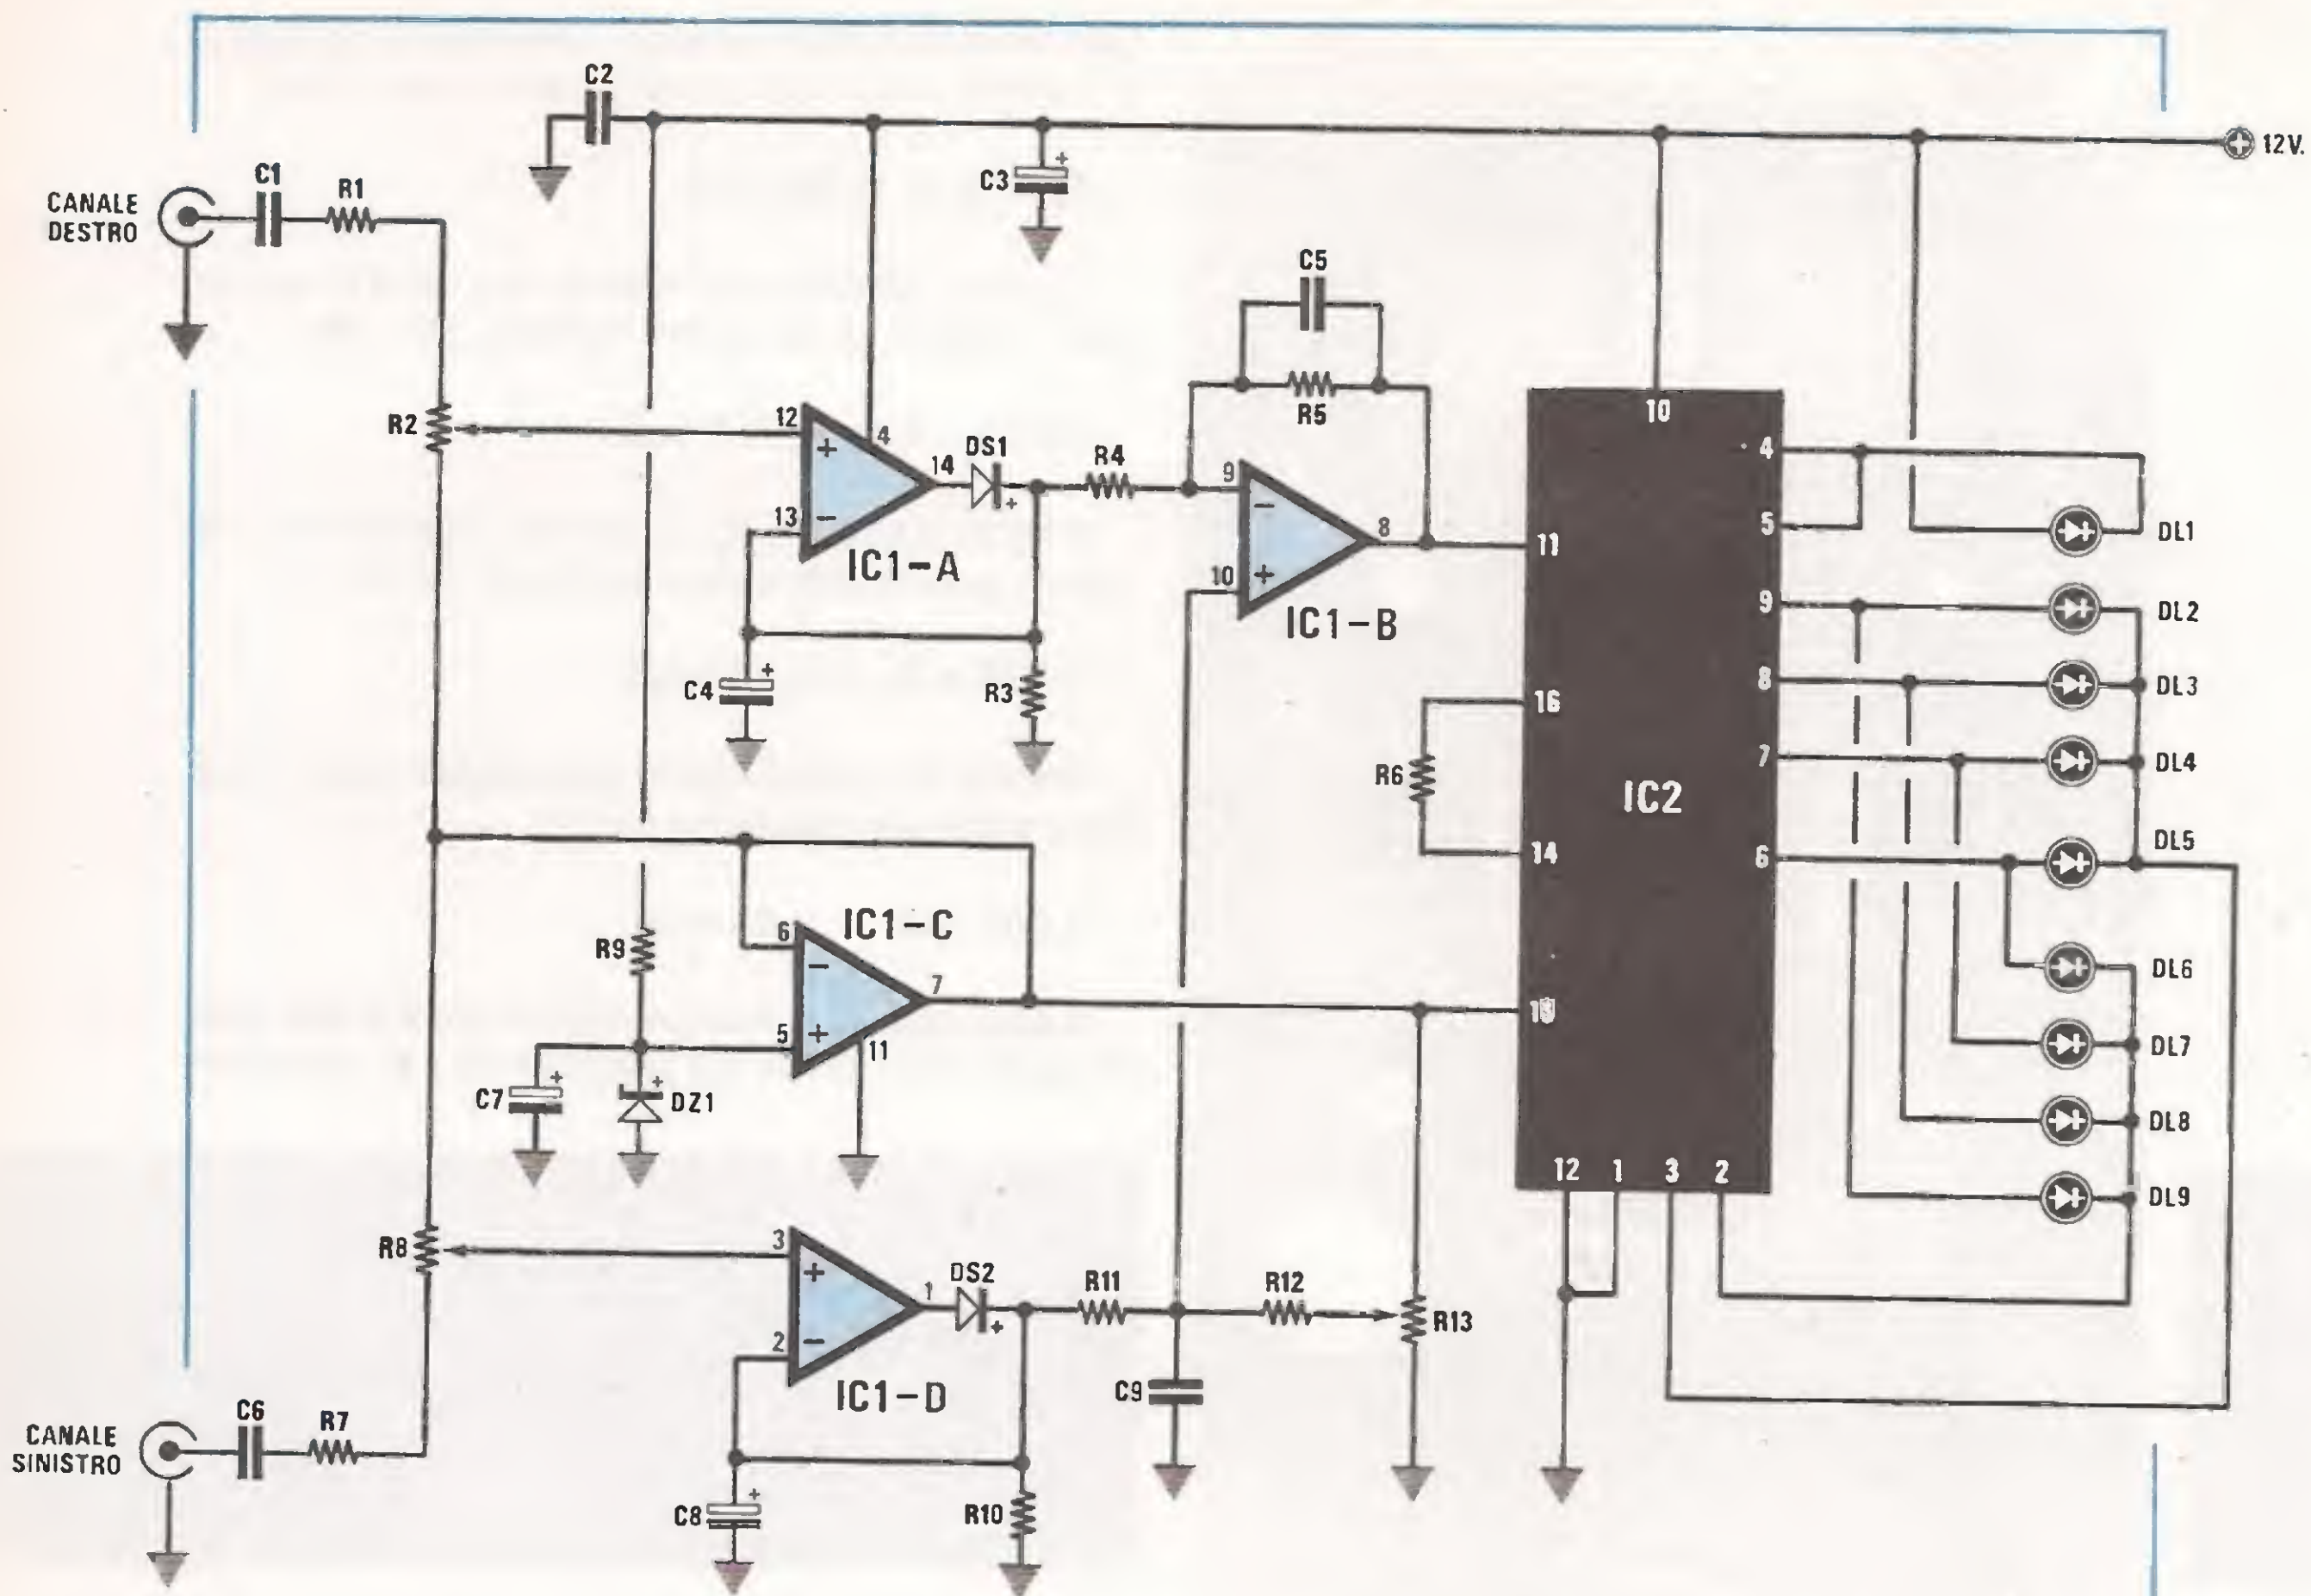 C2
12V.
C1
R1
C3
CANALE
DESTRO
C5
R5
R2
12
+
4
13
−
14
DS1
+
R4
IC1-A
9
−
8
10
+
IC1-B
C4
+
R3
+
10
4
5
11
9
8
16
7
R6
IC2
14
6
12
1
3
2
DL1
DL2
DL3
DL4
DL5
DL6
DL7
DL8
DL9
IC1-C
R9
6
−
7
5
+
11
C7
+
+
DZ1
R8
3
+
1
DS2
+
2
−
IC1-D
R11
R12
R13
C9
C6
R7
CANALE
SINISTRO
C8
+
R10